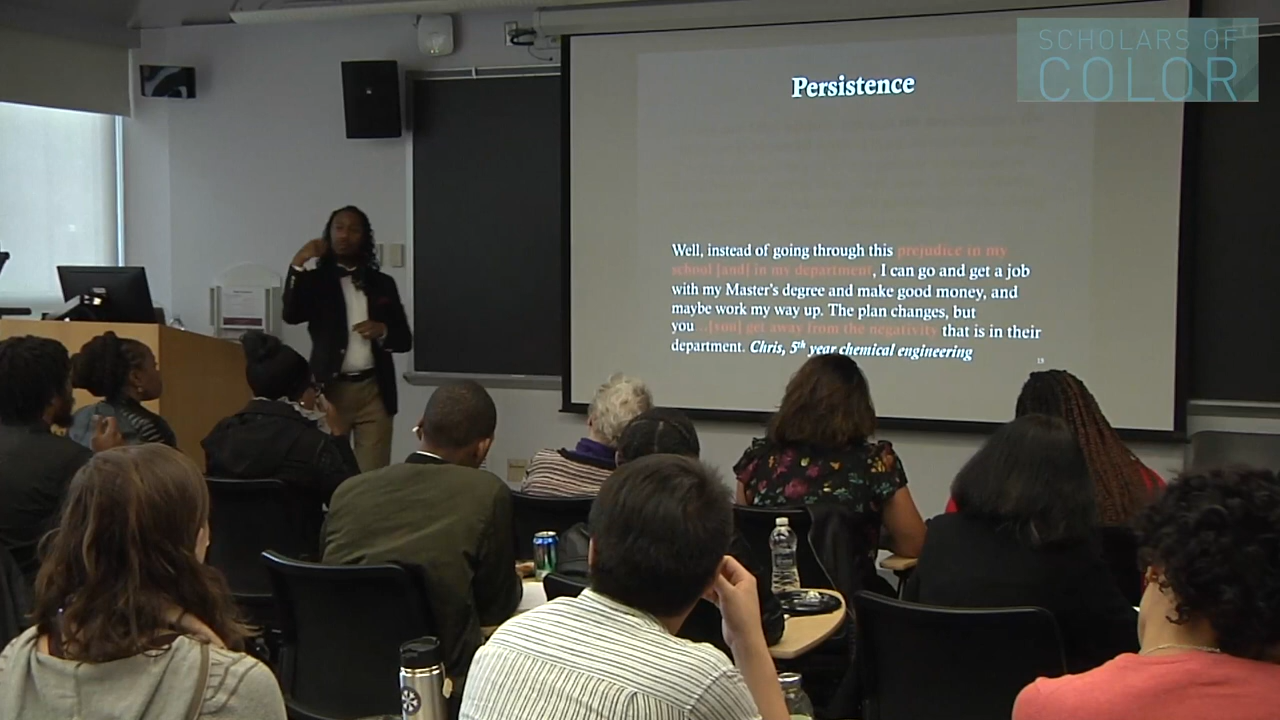 SCHOLARS OF
COLOR
Persistence
Well, instead of going through this prejudice in my
school [and] in my department, I can go and get a job
with my Master's degree and make good money, and
maybe work my way up. The plan changes, but
you…[you] get away from the negativity that is in their
department. Chris, 5th year chemical engineering